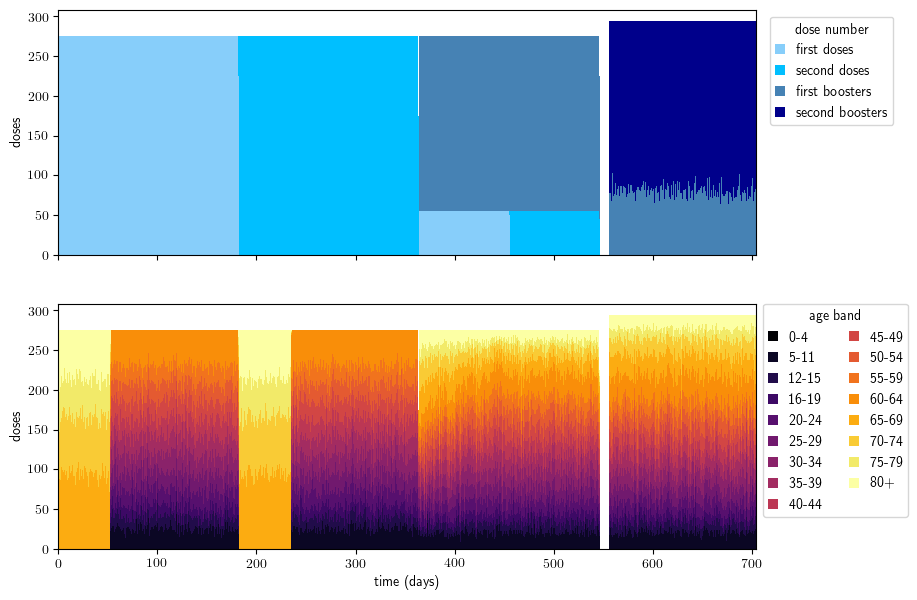 300
250
200
150
100
50
0
doses
dose number
first doses
second doses
first boosters
second boosters
300
250
200
150
100
50
0
doses
0 100 200 300 400 500 600 700
time (days)
age band
0-4 45-49
5-11 50-54
12-15 55-59
16-19 60-64
20-24 65-69
25-29 70-74
30-34 75-79
35-39 80+
40-44